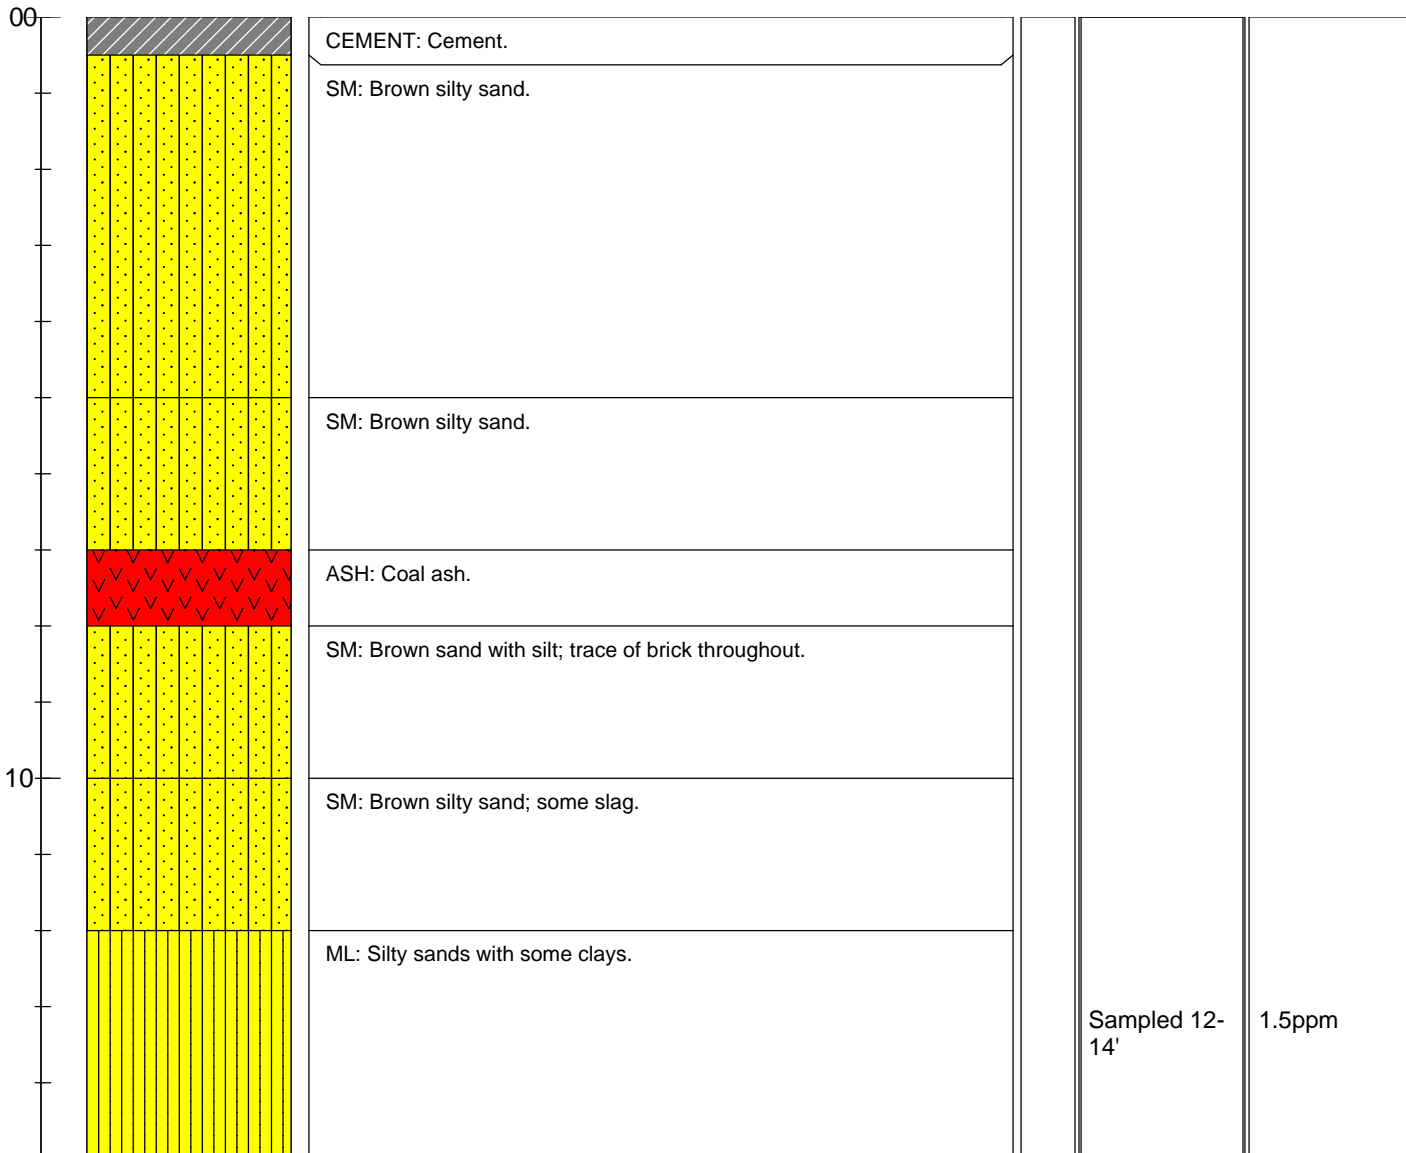 00
CEMENT: Cement.
SM: Brown silty sand.
SM: Brown silty sand.
ASH: Coal ash.
SM: Brown sand with silt; trace of brick throughout.
10
SM: Brown silty sand; some slag.
ML: Silty sands with some clays.
Sampled 12-
14'
1.5ppm